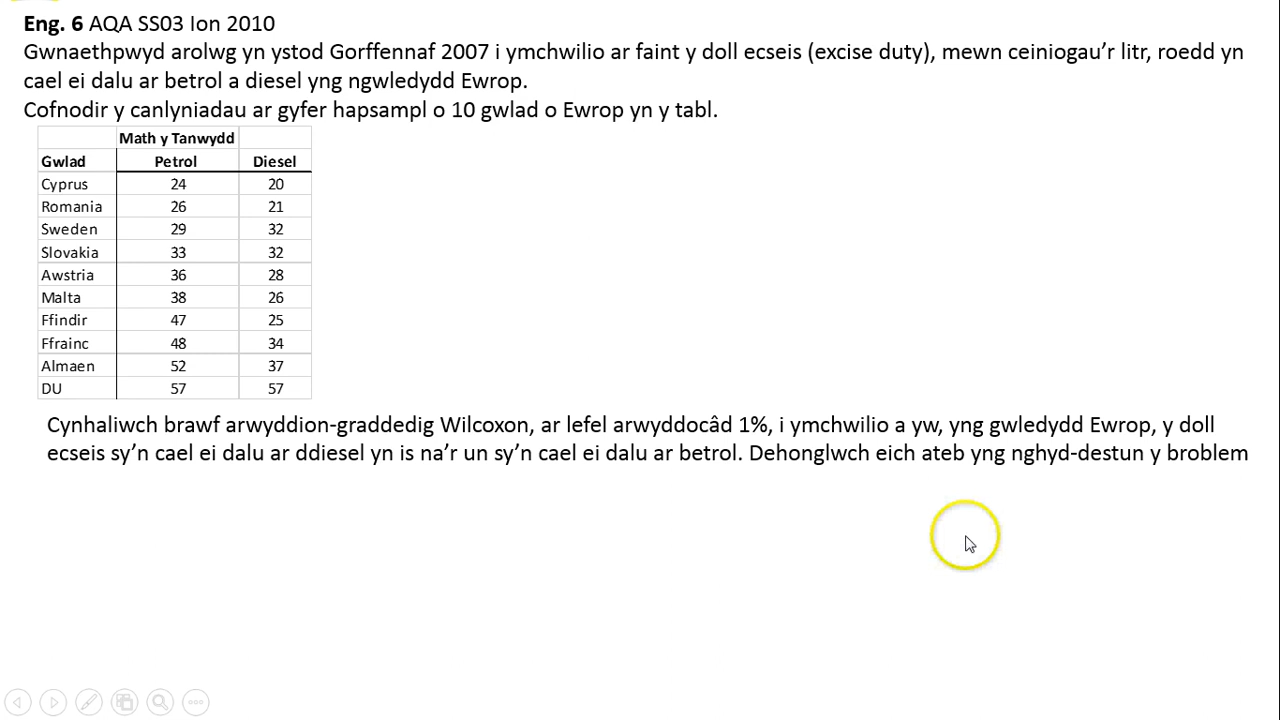 Eng. 6 AQA SS03 Ion 2010
Gwnaethpwyd arolwg yn ystod Gorffennaf 2007 i ymchwilio ar faint y doll ecseis (excise duty), mewn ceiniogau’r litr, roedd yn
cael ei dalu ar betrol a diesel yng ngwledydd Ewrop.
Cofnodir y canlyniadau ar gyfer hapsampl o 10 gwlad o Ewrop yn y tabl.
Math y Tanwydd
Gwlad Petrol Diesel
Cyprus 24 20
Romania 26 21
Sweden 29 32
Slovakia 33 32
Awstria 36 28
Malta 38 26
Ffindir 47 25
Ffrainc 48 34
Almaen 52 37
DU 57 57
Cynhaliwch brawf arwyddion-graddedig Wilcoxon, ar lefel arwyddocâd 1%, i ymchwilio a yw, yng gwledydd Ewrop, y doll
ecseis sy’n cael ei dalu ar ddiesel yn is na’r un sy’n cael ei dalu ar betrol. Dehonglwch eich ateb yng nghyd-destun y broblem